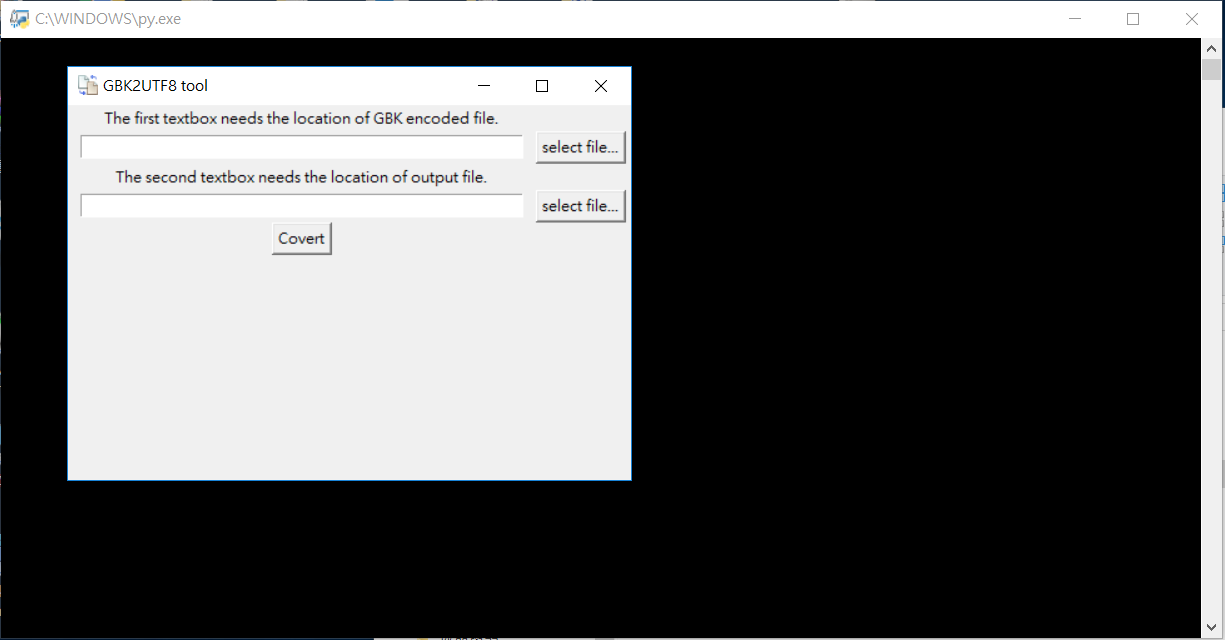 C:\WINDOWS\py.exe
GBK2UTF8 tool
The first textbox needs the location of GBK encoded file.
select file...
The second textbox needs the location of output file.
select file...
Covert